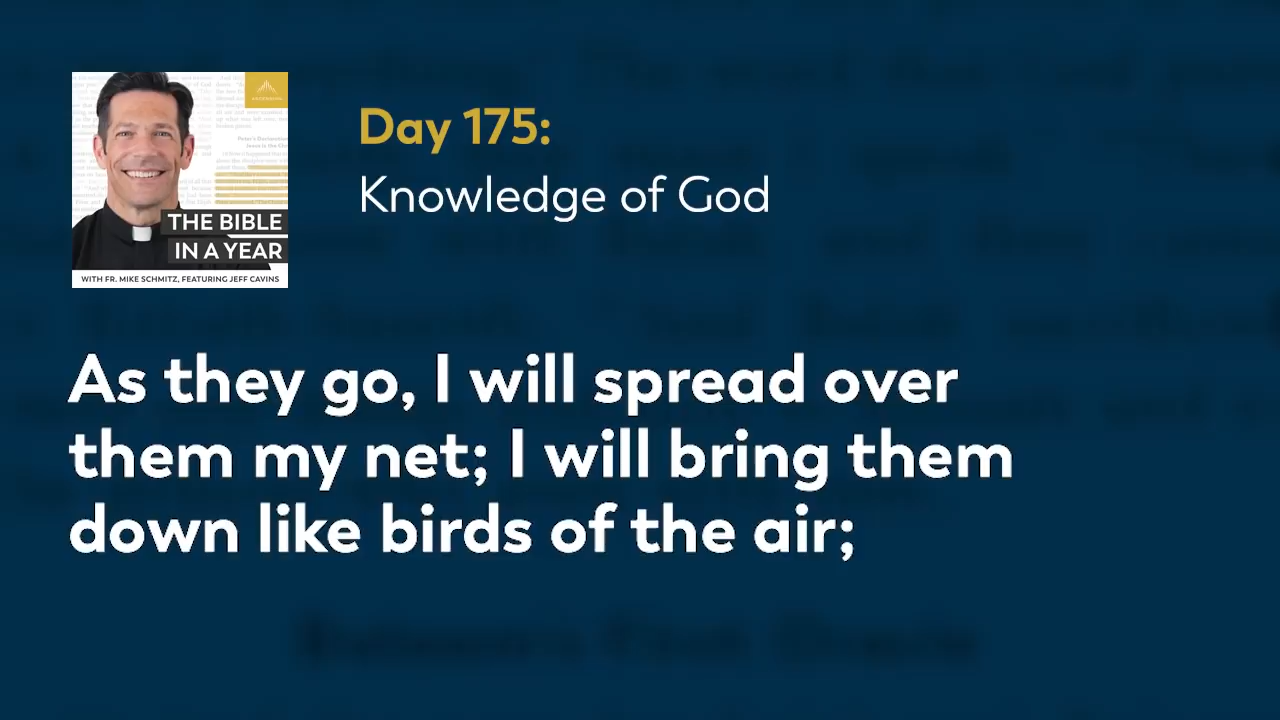 Day 175:
Knowledge of God
ASCENSION
THE BIBLE
IN A YEAR
WITH FR. MIKE SCHMITZ, FEATURING JEFF CAVINS
As they go, I will spread over
them my net; I will bring them
down like birds of the air;